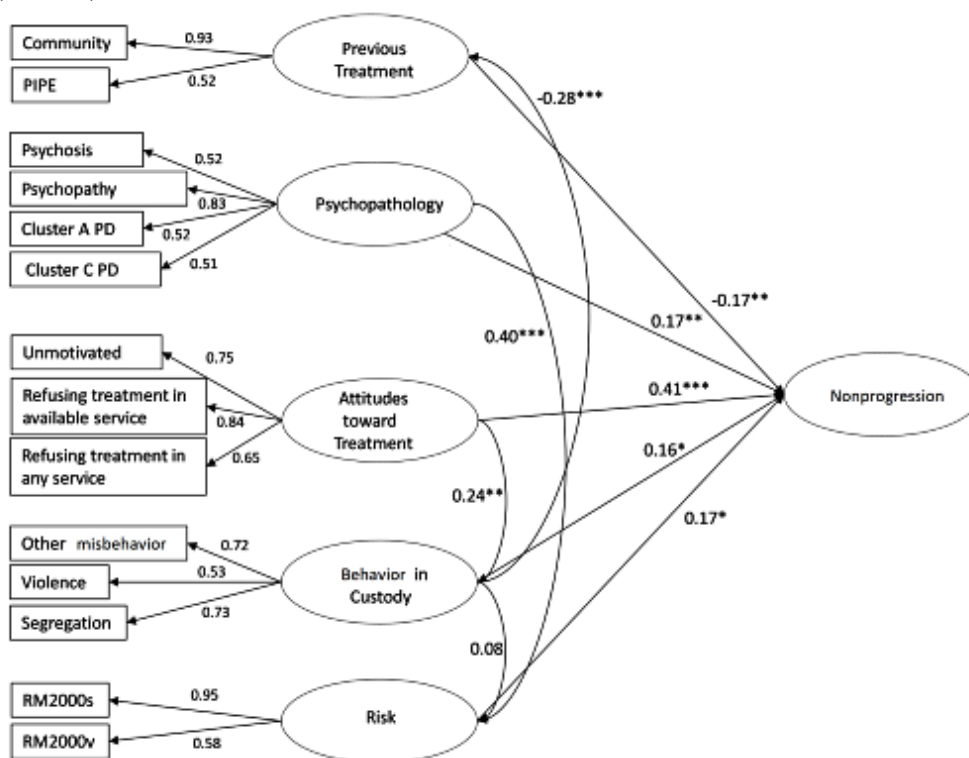 Community
0.93
PIPE
0.52
Previous
Treatment
-0.28***
Psychosis
0.52
Psychopathy
0.83
Cluster A PD
0.52
Cluster C PD
0.51
Psychopathology
-0.17**
0.17**
0.40***
Unmotivated
0.75
Refusing treatment in
available service
0.84
Refusing treatment in
any service
0.65
Attitudes
toward
Treatment
0.41***
Nonprogression
0.16*
0.24**
0.17*
Other misbehavior
0.72
Violence
0.53
Segregation
0.73
Behavior in
Custody
0.08
RM2000s
0.95
RM2000v
0.58
Risk